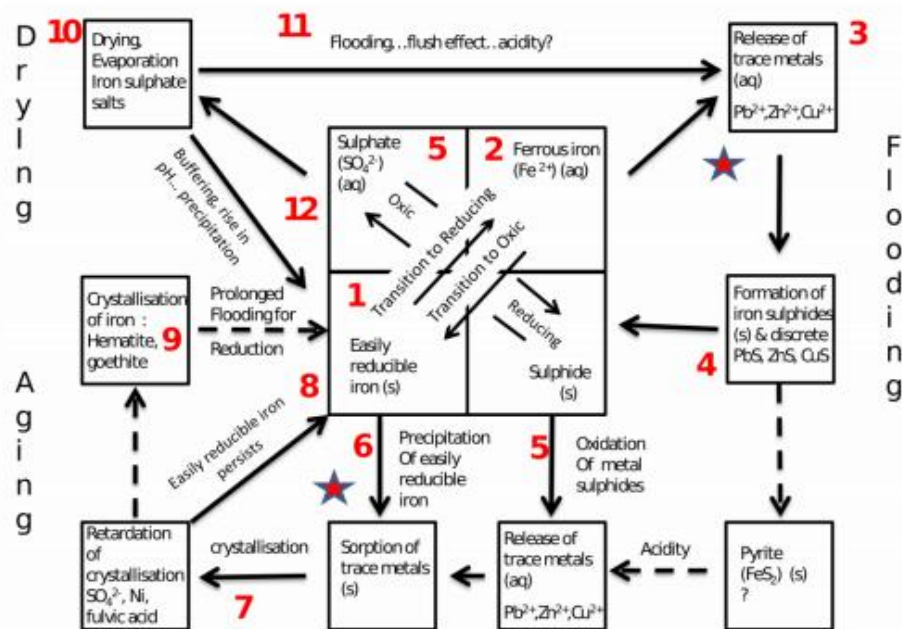 D
r
y
I
n
g
10
Drying,
Evaporation
Iron sulphate
salts
11
Flooding...flush effect..acidity?
Release of
trace metals
(aq)
Pb²⁺,Zh²⁺,Cu²⁺
3
F
l
o
o
d
i
n
g
Buffering, rise in
pH... precipitation
12
Sulphate
(SO₄²⁻)
(aq)
5
2
Ferrous iron
(Fe ²⁺) (aq)
Oxic
Transition to Reducing
Transition to Oxic
Reducing
1
Easily
reducible
iron (s)
Sulphide
(s)
Crystallisation
of iron :
Hematite,
goethite
9
Prolonged
Flooding for
Reduction
Formation of
iron sulphides
(s) & discrete
PbS, ZhS, CuS
4
A
g
i
n
g
8
Easily reducible iron
persists
6
Precipitation
Of easily
reducible
iron
5
Oxidation
Of metal
sulphides
Retardation
of
crystallisation
SO₄²⁻, Ni,
fulvic acid
crystallisation
7
Sorption of
trace metals
(s)
Release of
trace metals
(aq)
Pb²⁺,Zh²⁺,Cu²⁺
Acidity
Pyrite
(FeS₂) (s)
?